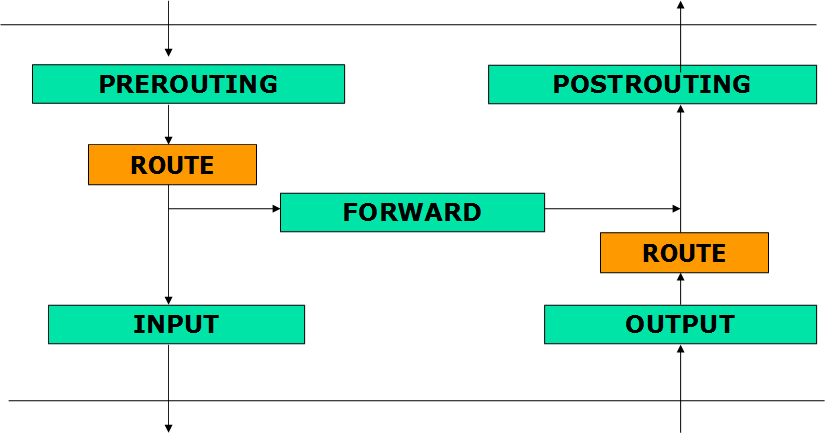 PREROUTING
POSTROUTING
ROUTE
FORWARD
ROUTE
INPUT
OUTPUT